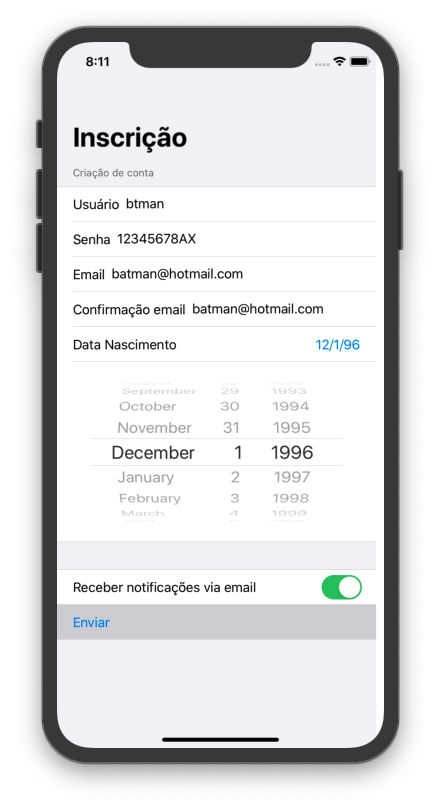 8:11
Inscrição
Criação de conta
Usuário btman
Senha 12345678AX
Email batman@hotmail.com
Confirmação email batman@hotmail.com
Data Nascimento 12/1/96
September 29 1993
October 30 1994
November 31 1995
December 1 1996
January 2 1997
February 3 1998
March 4 1999
Receber notificações via email
Enviar